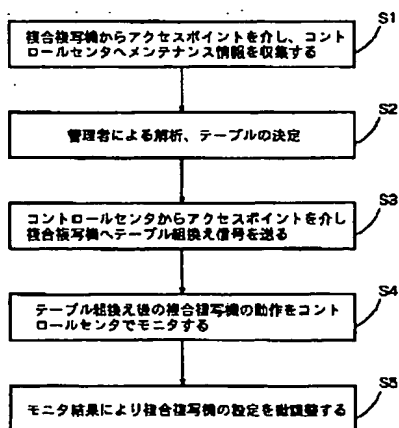 S1
複合複写機からアクセスポイントを介し、コント
ロールセンタへメンテナンス情報を収集する
S2
管理者による解析、テーブルの決定
S3
コントロールセンタからアクセスポイントを介し
複合複写機へテーブル組換え信号を送る
S4
テーブル組換え後の複合複写機の動作をコント
ロールセンタでモニタする
S5
モニタ結果により複合複写機の設定を微調整する